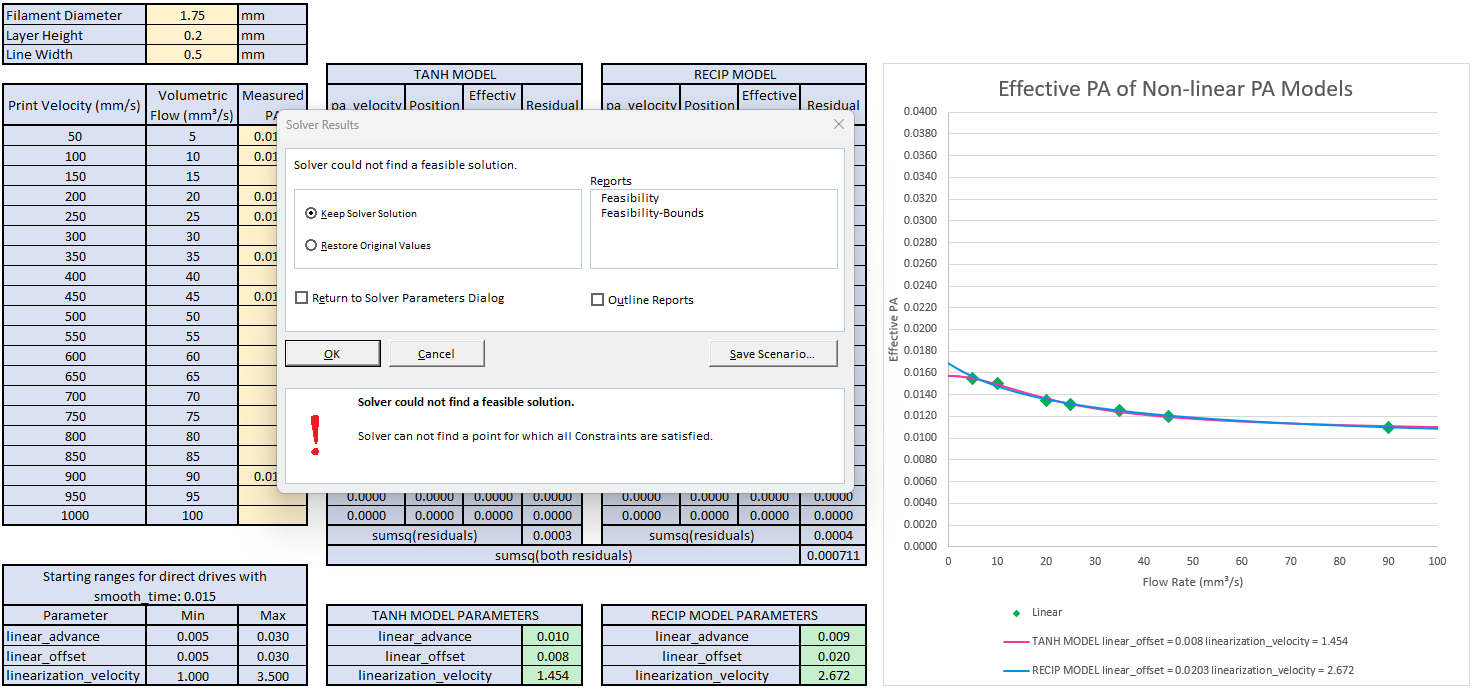 Filament Diameter 1.75 mm
Layer Height 0.2 mm
Line Width 0.5 mm
TANH MODEL
RECIP MODEL
Print Velocity (mm/s) Volumetric Flow (mm³/s) Measured
pa_velocity Position Effectiv Residual
pa_velocity Position Effective Residual
50 5 0.01
100 10 0.01
150 15
200 20 0.01
250 25 0.01
300 30
350 35 0.01
400 40
450 45 0.01
500 50
550 55
600 60
650 65
700 70
750 75
800 80
850 85
900 90 0.01
950 95
1000 100
0.0000 0.0000 0.0000 0.0000 0.0000 0.0000 0.0000 0.0000
0.0000 0.0000 0.0000 0.0000 0.0000 0.0000 0.0000 0.0000
sumsq(residuals) 0.0003 sumsq(residuals) 0.0004
sumsq(both residuals) 0.000711
Solver Results
Solver could not find a feasible solution.
Keep Solver Solution
Restore Original Values
Reports
Feasibility
Feasibility-Bounds
Return to Solver Parameters Dialog
Outline Reports
OK
Cancel
Save Scenario...
Solver could not find a feasible solution.
Solver can not find a point for which all Constraints are satisfied.
Starting ranges for direct drives with
smooth_time: 0.015
Parameter Min Max
linear_advance 0.005 0.030
linear_offset 0.005 0.030
linearization_velocity 1.000 3.500
TANH MODEL PARAMETERS
linear_advance 0.010
linear_offset 0.008
linearization_velocity 1.454
RECIP MODEL PARAMETERS
linear_advance 0.009
linear_offset 0.020
linearization_velocity 2.672
Effective PA of Non-linear PA Models
Effective PA
0.0400
0.0380
0.0360
0.0340
0.0320
0.0300
0.0280
0.0260
0.0240
0.0220
0.0200
0.0180
0.0160
0.0140
0.0120
0.0100
0.0080
0.0060
0.0040
0.0020
0.0000
0 10 20 30 40 50 60 70 80 90 100
Flow Rate (mm³/s)
Linear
TANH MODEL linear_offset = 0.008 linearization_velocity = 1.454
RECIP MODEL linear_offset = 0.0203 linearization_velocity = 2.672